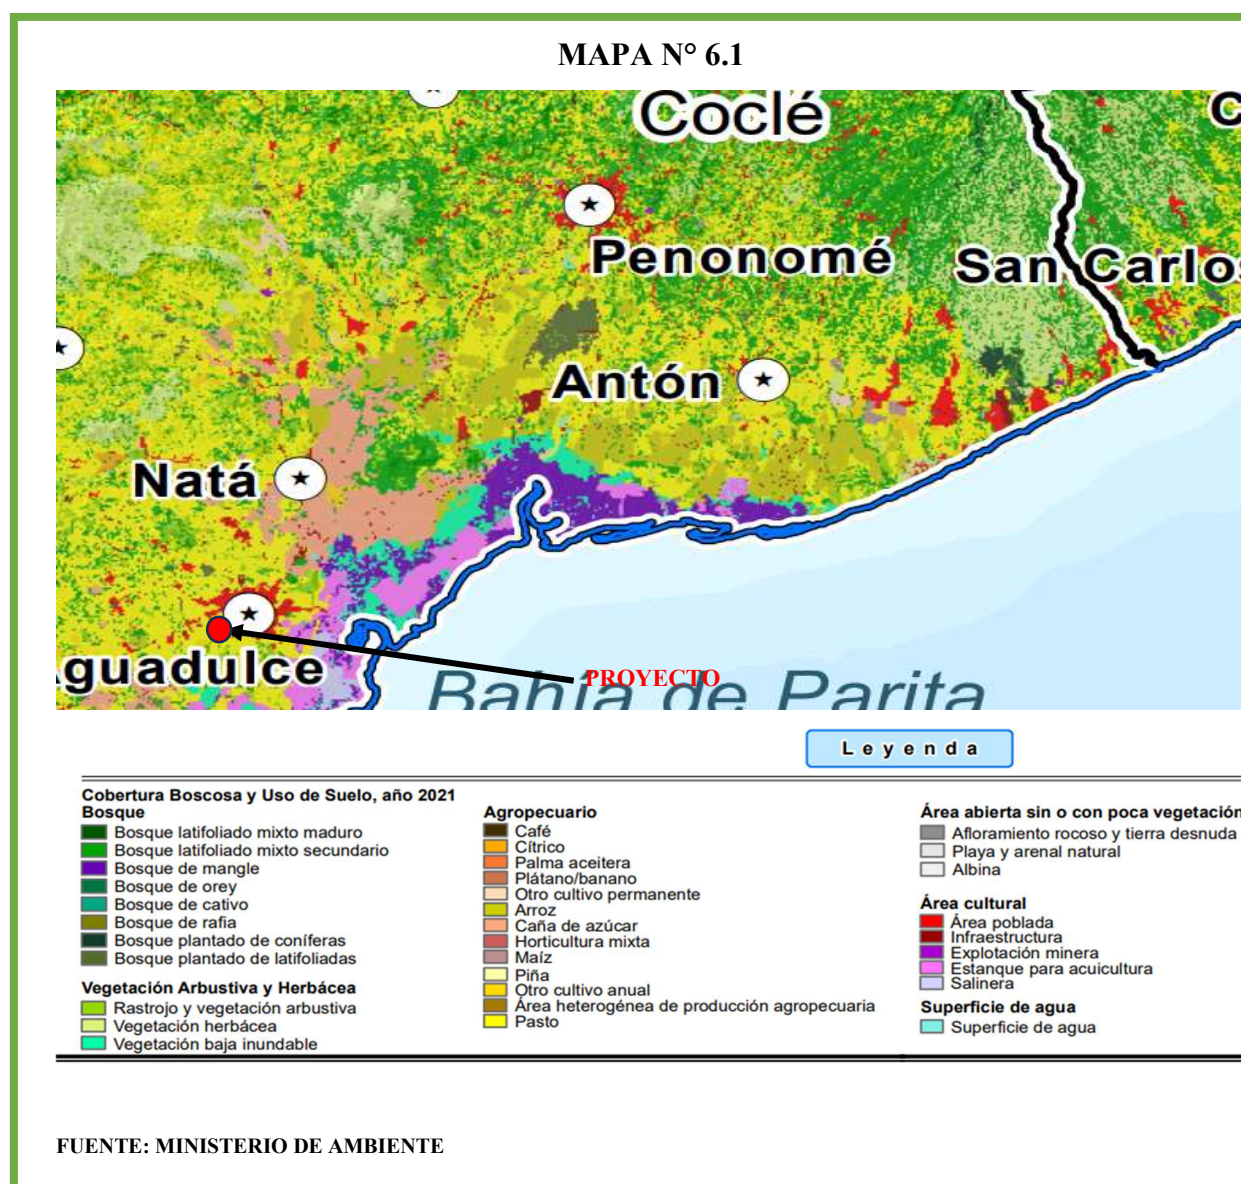 MAPA N° 6.1
Coclé
C
Penonomé
San Carlos
Antón
Natá
guadulce
PROYECTO
Bahía de Parita
Leyenda
Cobertura Boscosa y Uso de Suelo, año 2021
Bosque
Bosque latifoliado mixto maduro
Bosque latifoliado mixto secundario
Bosque de mangle
Bosque de orey
Bosque de cativo
Bosque de rafia
Bosque plantado de coníferas
Bosque plantado de latifoliadas
Vegetación Arbustiva y Herbácea
Rastrojo y vegetación arbustiva
Vegetación herbácea
Vegetación baja inundable
Agropecuario
Café
Cítrico
Palma aceitera
Plátano/banano
Otro cultivo permanente
Arroz
Caña de azúcar
Horticultura mixta
Maíz
Piña
Otro cultivo anual
Área heterogénea de producción agropecuaria
Pasto
Área abierta sin o con poca vegetación
Afloramiento rocoso y tierra desnuda
Playa y arenal natural
Albina
Área cultural
Área poblada
Infraestructura
Explotación minera
Estanque para acuicultura
Salinera
Superficie de agua
Superficie de agua
FUENTE: MINISTERIO DE AMBIENTE